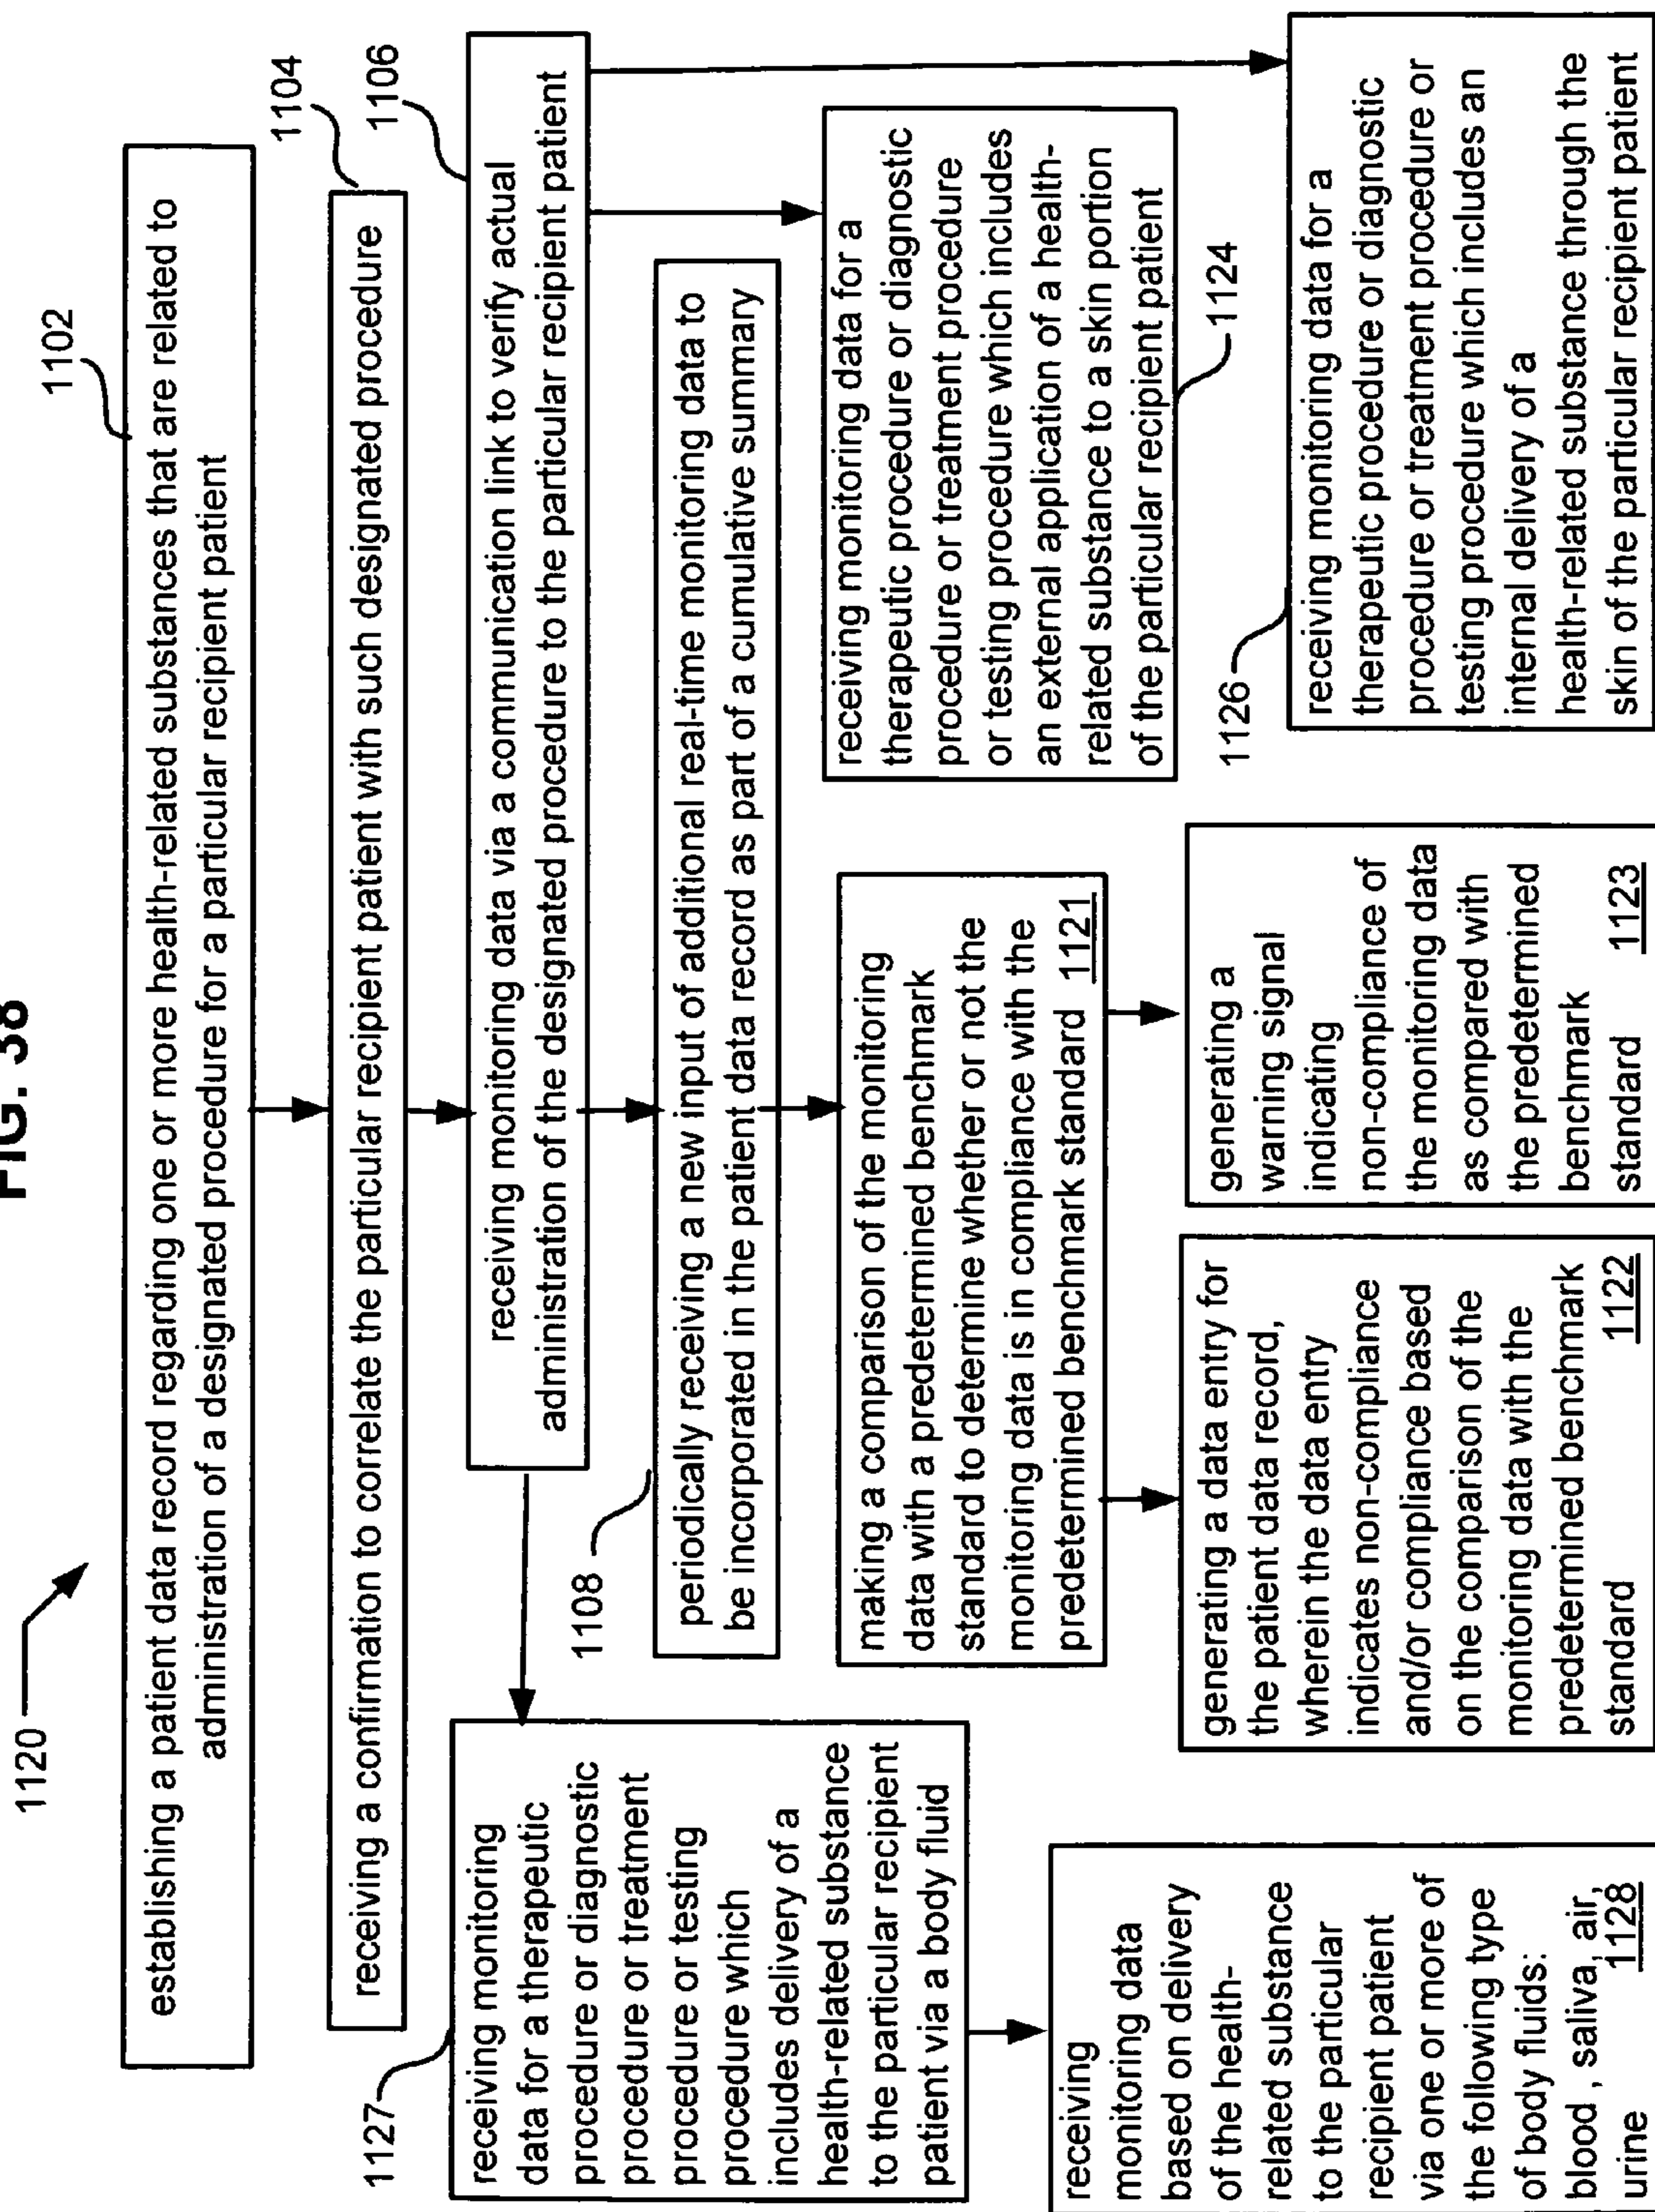 FIG. 38
1120
1102
establishing a patient data record regarding one or more health-related substances that are related to
administration of a designated procedure for a particular recipient patient
1104
receiving a confirmation to correlate the particular recipient patient with such designated procedure
1106
receiving monitoring data via a communication link to verify actual
administration of the designated procedure to the particular recipient patient
1127
receiving monitoring
data for a therapeutic
procedure or diagnostic
procedure or treatment
procedure or testing
procedure which
includes delivery of a
health-related substance
to the particular recipient
patient via a body fluid
1108
periodically receiving a new input of additional real-time monitoring data to
be incorporated in the patient data record as part of a cumulative summary
making a comparison of the monitoring
data with a predetermined benchmark
standard to determine whether or not the
monitoring data is in compliance with the
predetermined benchmark standard 1121
receiving monitoring data for a
therapeutic procedure or diagnostic
procedure or treatment procedure
or testing procedure which includes
an external application of a health-
related substance to a skin portion
of the particular recipient patient
1124
receiving
monitoring data
based on delivery
of the health-
related substance
to the particular
recipient patient
via one or more of
the following type
of body fluids:
blood , saliva, air,
urine 1128
generating a data entry for
the patient data record,
wherein the data entry
indicates non-compliance
and/or compliance based
on the comparison of the
monitoring data with the
predetermined benchmark
standard 1122
generating a
warning signal
indicating
non-compliance of
the monitoring data
as compared with
the predetermined
benchmark
standard 1123
1126
receiving monitoring data for a
therapeutic procedure or diagnostic
procedure or treatment procedure or
testing procedure which includes an
internal delivery of a
health-related substance through the
skin of the particular recipient patient